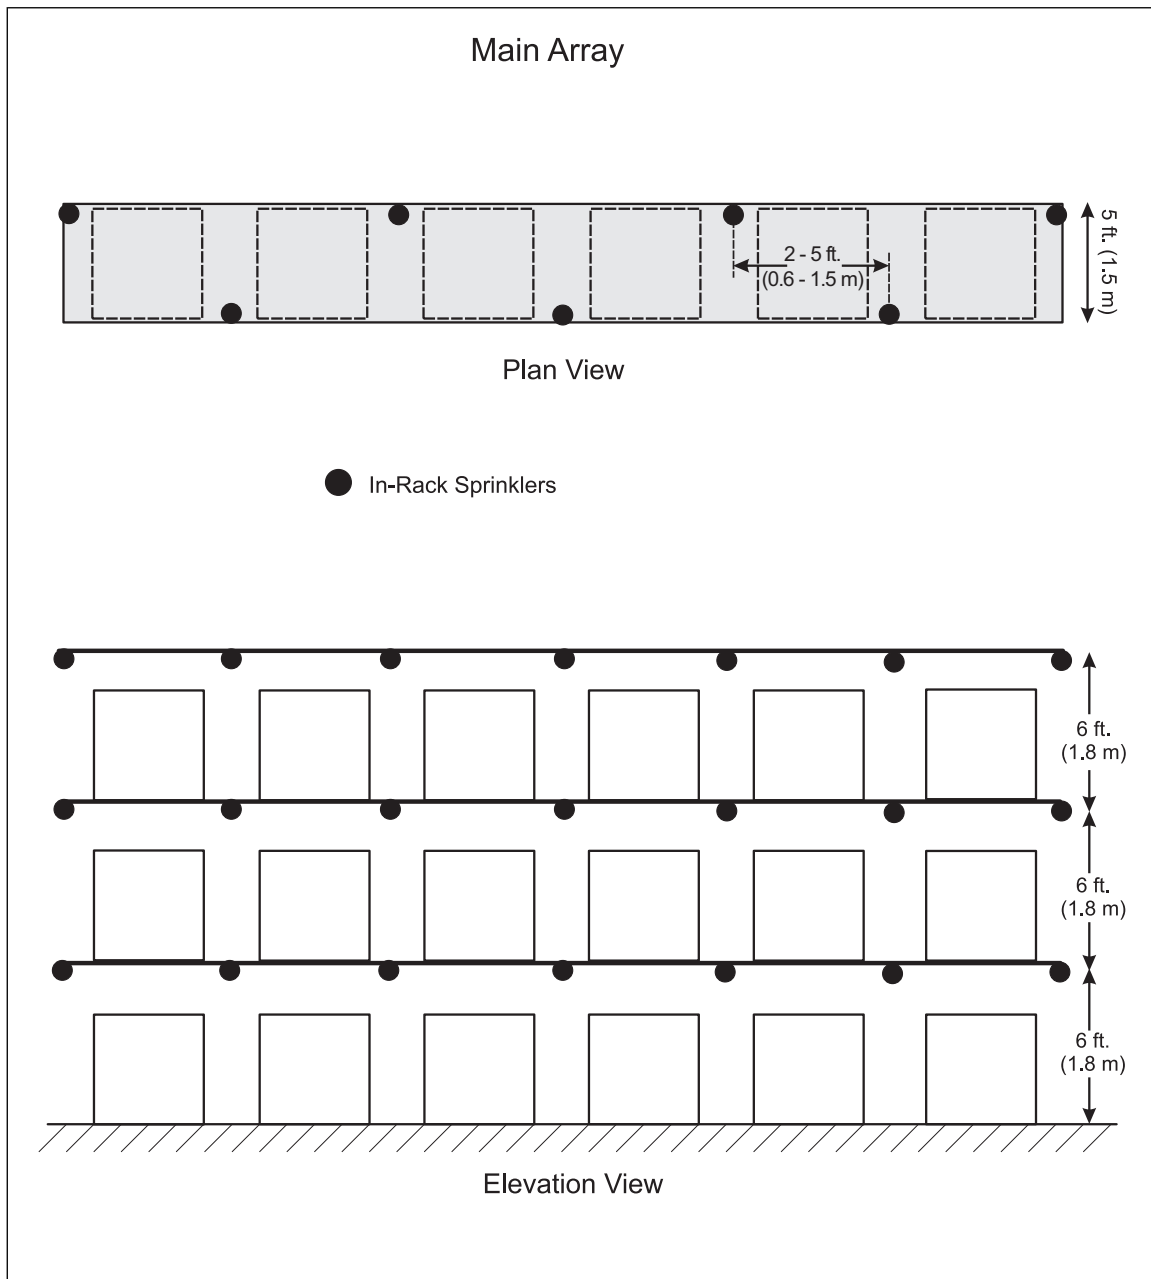 Main Array
2 - 5 ft.
(0.6 - 1.5 m)
5 ft. (1.5 m)
Plan View
In-Rack Sprinklers
6 ft.
(1.8 m)
6 ft.
(1.8 m)
6 ft.
(1.8 m)
Elevation View